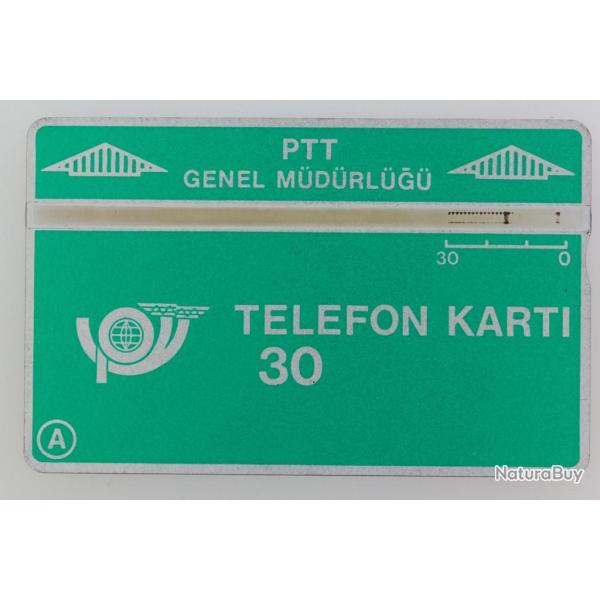 PTT
GENEL MÜDÜRLÜĞÜ
30 0
TELEFON KARTI
30
A
NaturaBuy